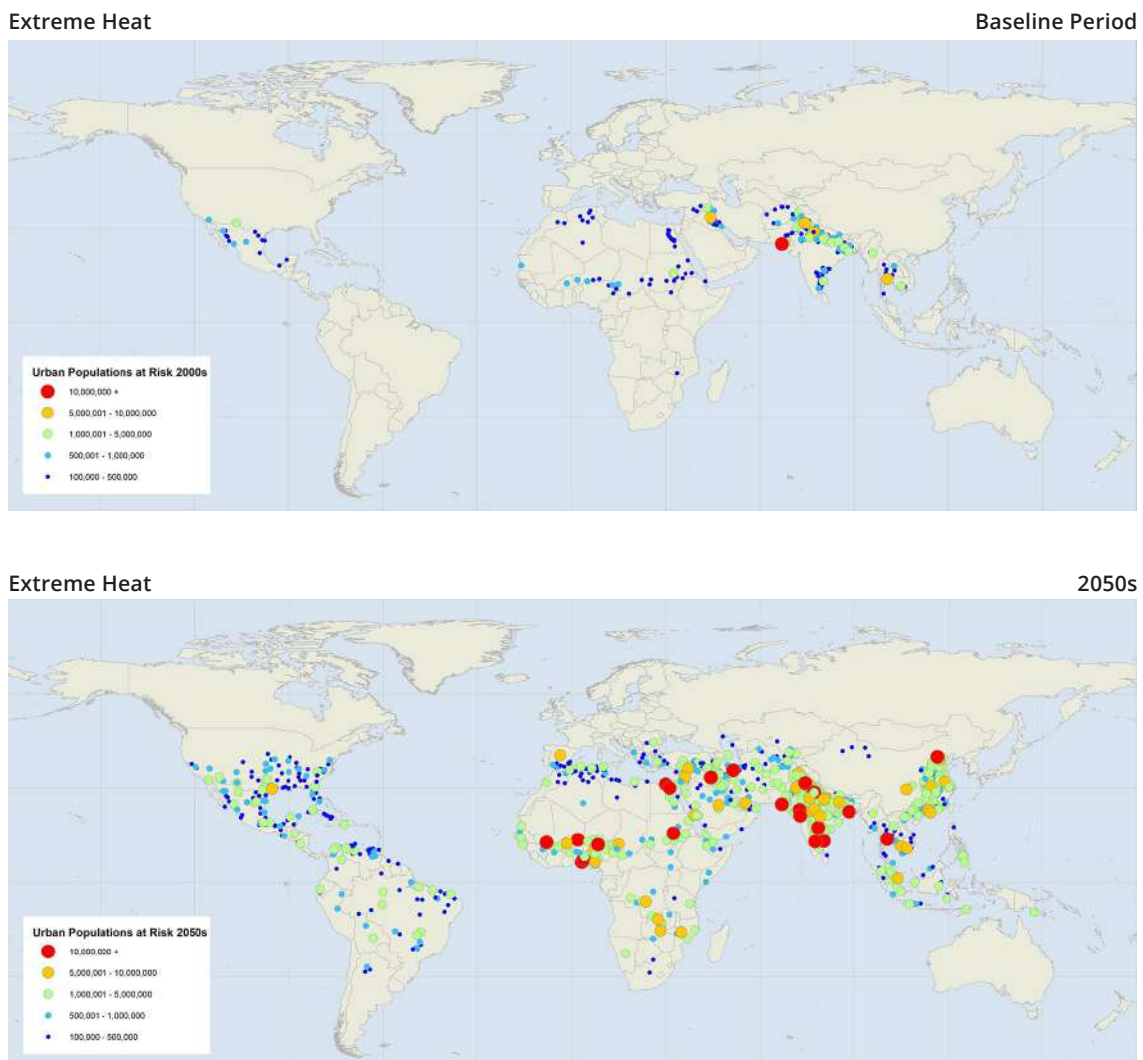 Extreme Heat Baseline Period
Urban Populations at Risk 2000s
10,000,000 +
5,000,001 - 10,000,000
1,000,001 - 5,000,000
500,001 - 1,000,000
100,000 - 500,000
Extreme Heat 2050s
Urban Populations at Risk 2050s
10,000,000 +
5,000,001 - 10,000,000
1,000,001 - 5,000,000
500,001 - 1,000,000
100,000 - 500,000